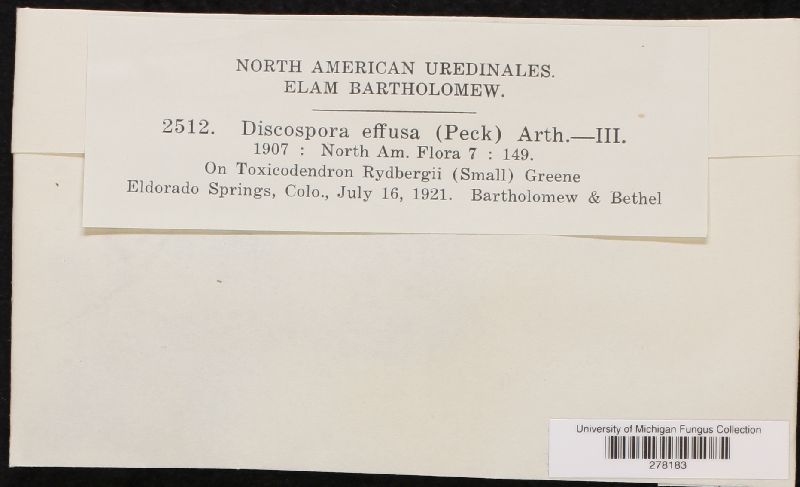 NORTH AMERICAN UREDINALES.
ELAM BARTHOLOMEW.
2512. Discospora effusa (Peck) Arth.—III.
1907 : North Am. Flora 7 : 149.
On Toxicodendron Rydbergii (Small) Greene
Eldorado Springs, Colo., July 16, 1921. Bartholomew & Bethel
University of Michigan Fungus Collection
278183